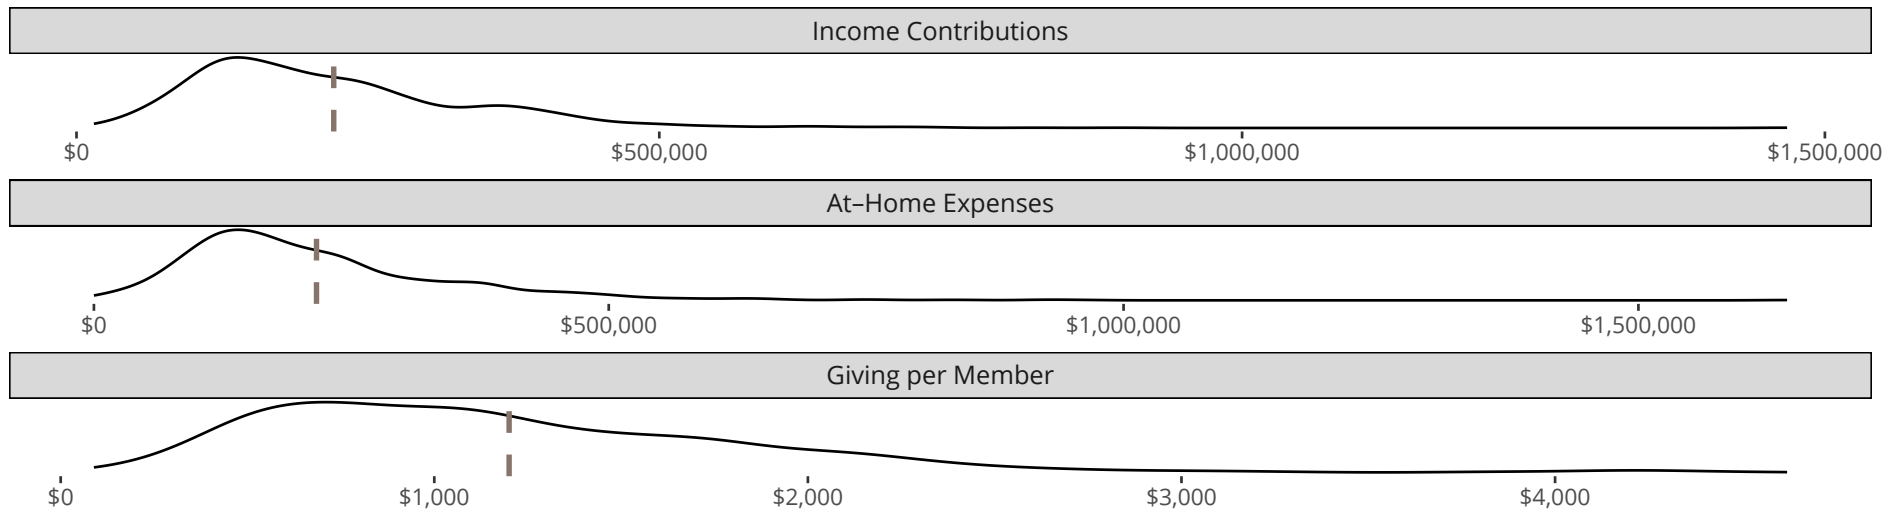 Income Contributions
$0 $500,000 $1,000,000 $1,500,000
At–Home Expenses
$0 $500,000 $1,000,000 $1,500,000
Giving per Member
$0 $1,000 $2,000 $3,000 $4,000